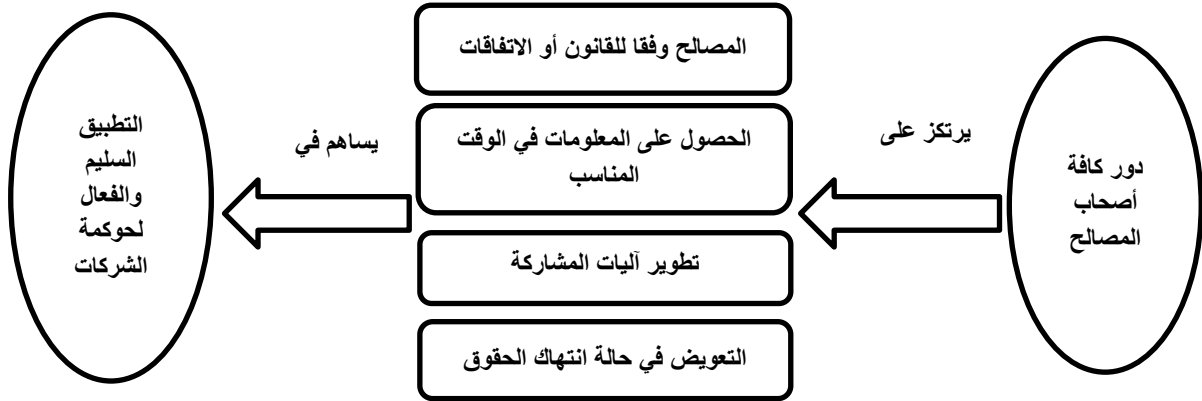 دور كافة
أصحاب
المصالح
يرتكز على
المصالح وفقا للقانون أو الاتفاقات
الحصول على المعلومات في الوقت
المناسب
تطوير آليات المشاركة
التعويض في حالة انتهاك الحقوق
يساهم في
التطبيق
السليم
والفعال
لحوكمة
الشركات